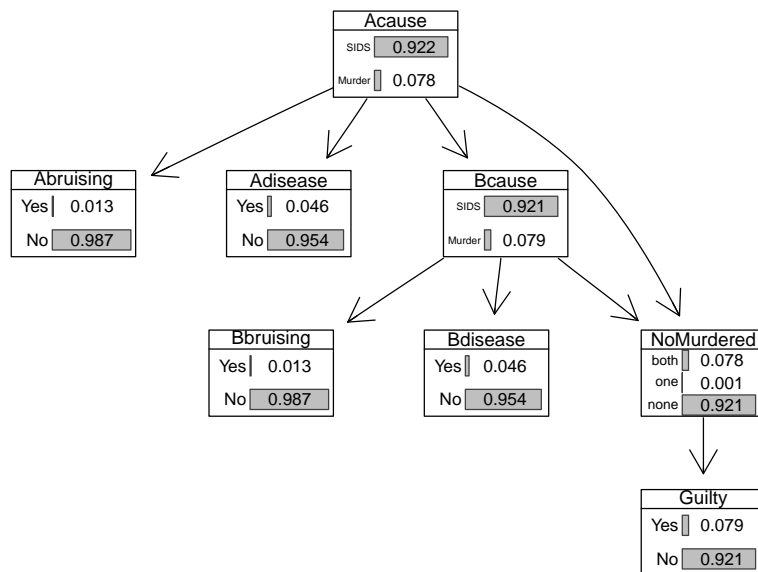 Acause
SIDS 0.922
Murder 0.078
Abruising
Yes 0.013
No 0.987
Adisease
Yes 0.046
No 0.954
Bcause
SIDS 0.921
Murder 0.079
Bbruising
Yes 0.013
No 0.987
Bdisease
Yes 0.046
No 0.954
NoMurdered
both 0.078
one 0.001
none 0.921
Guilty
Yes 0.079
No 0.921